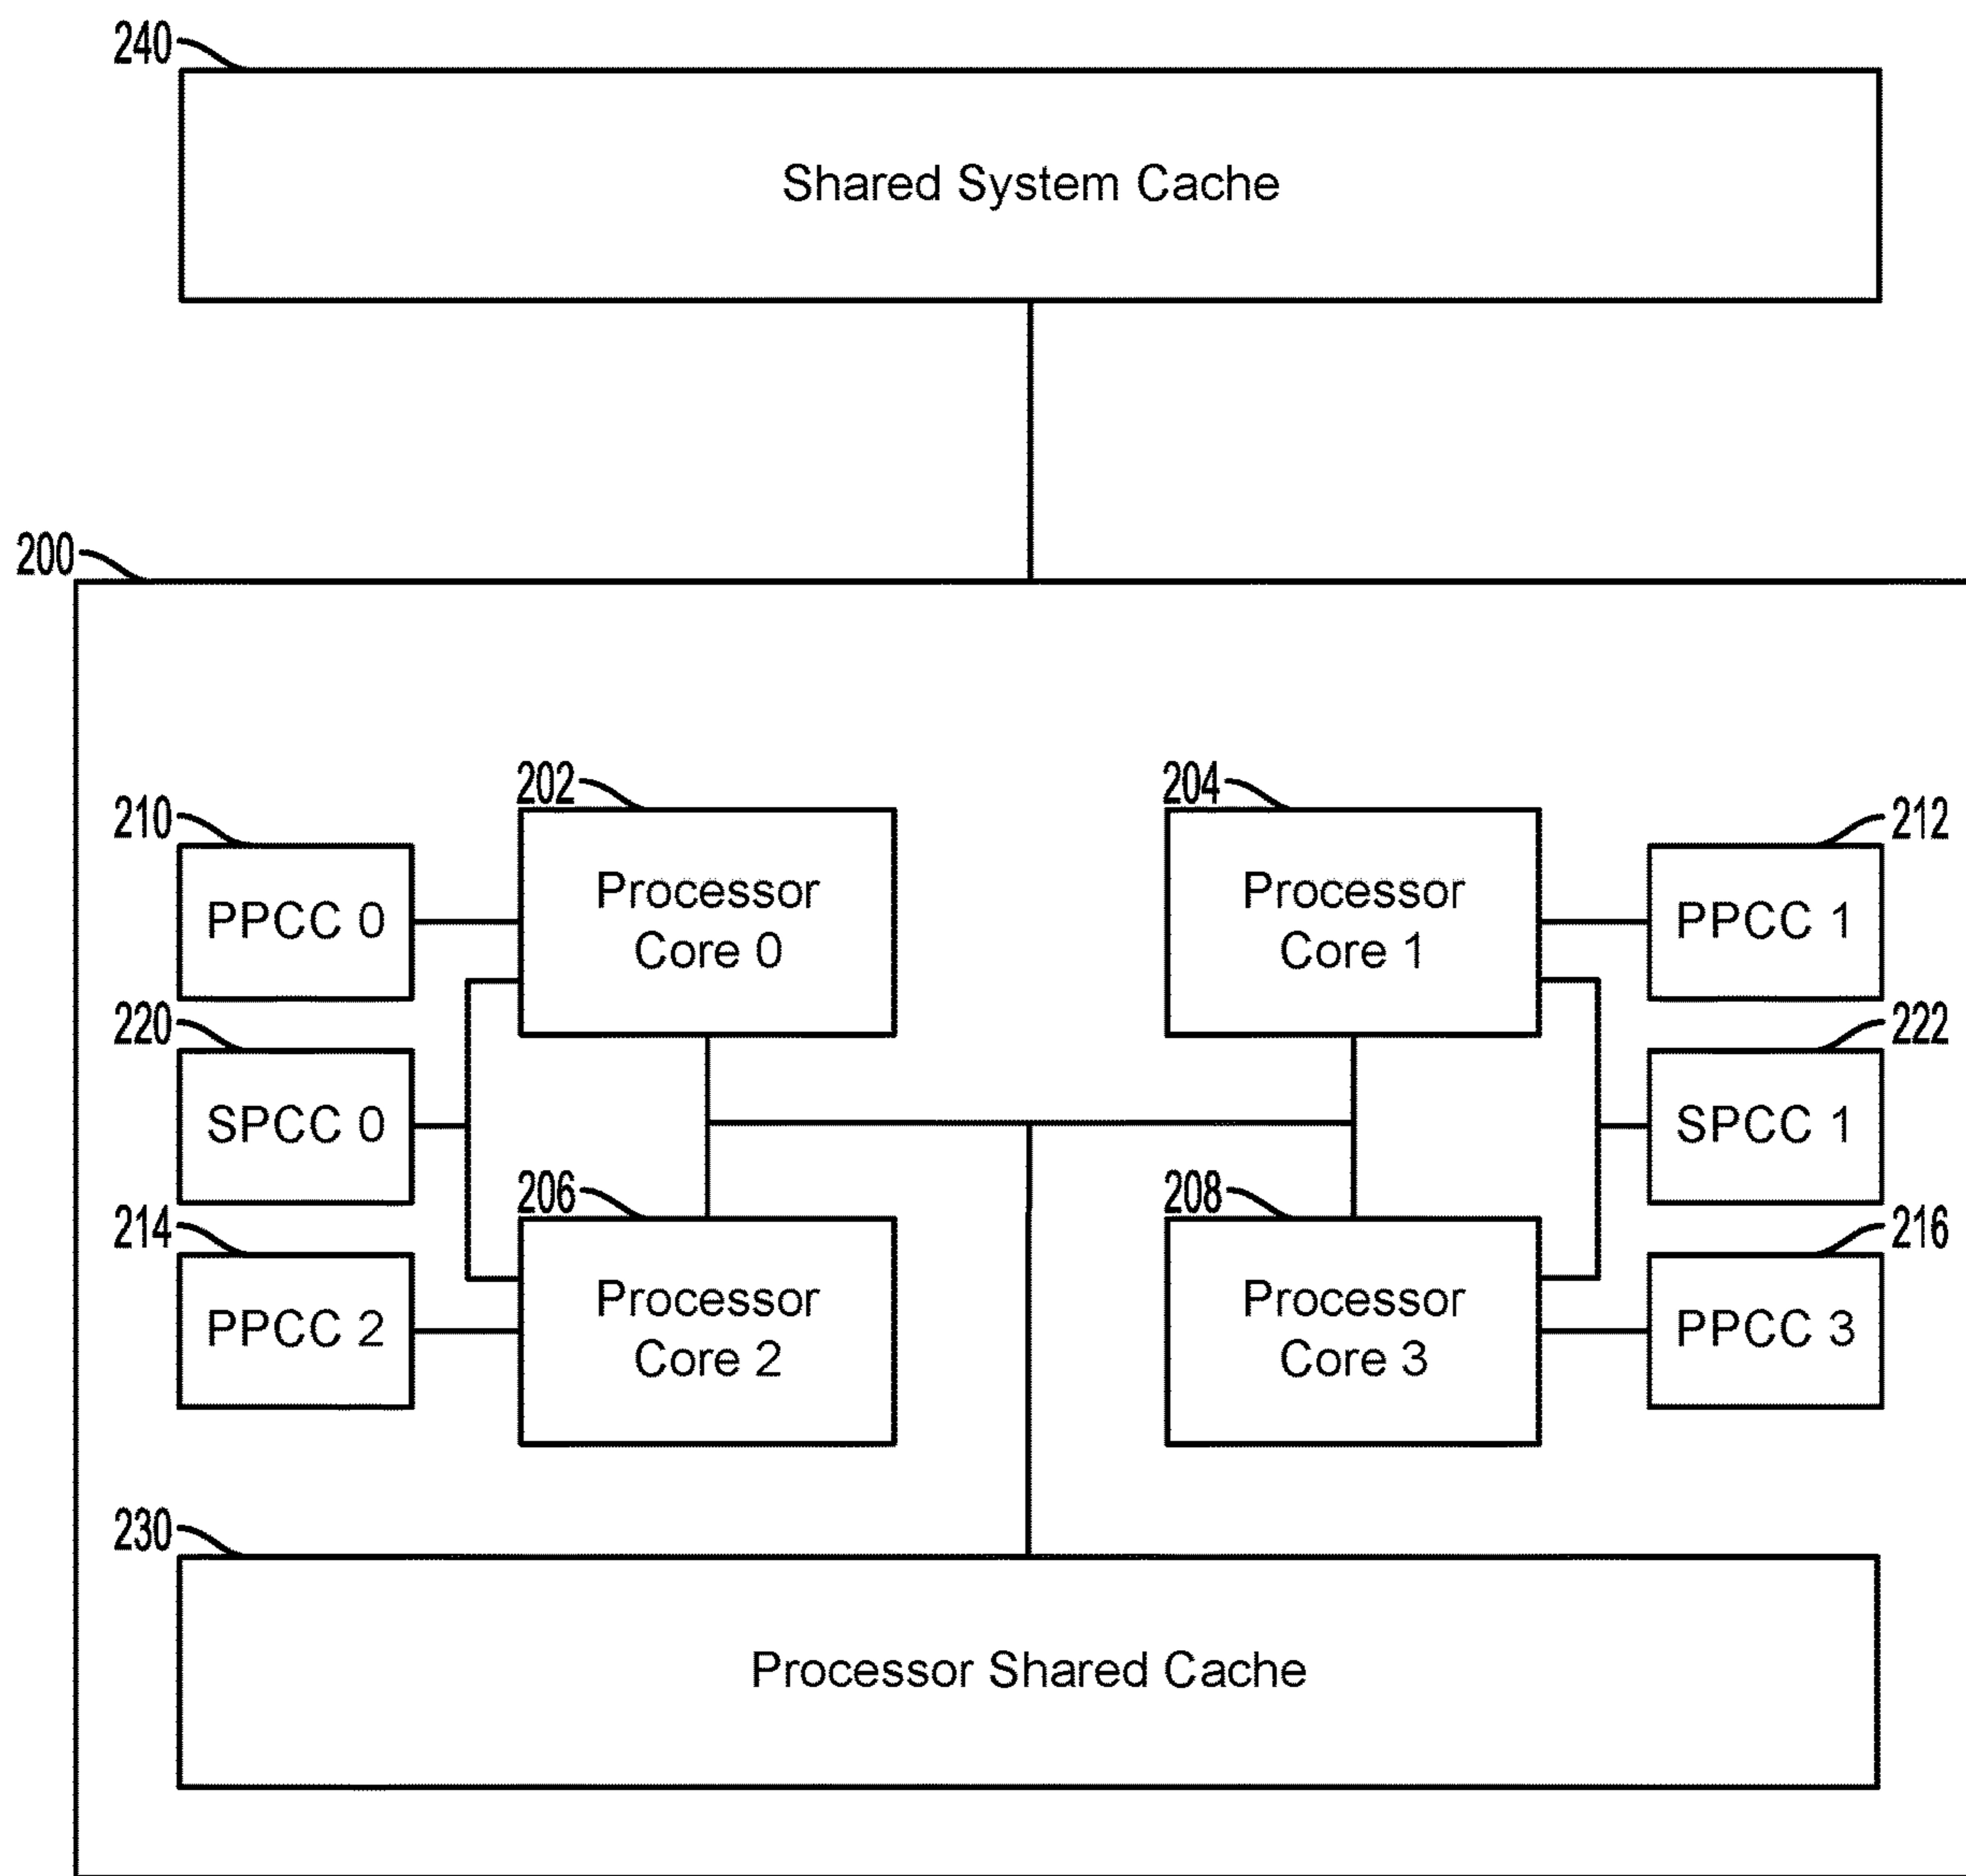 240
Shared System Cache
200
202
204
210
212
Processor
Core 0
Processor
Core 1
PPCC 0
PPCC 1
220
222
SPCC 0
SPCC 1
206
208
214
216
Processor
Core 2
Processor
Core 3
PPCC 2
PPCC 3
230
Processor Shared Cache